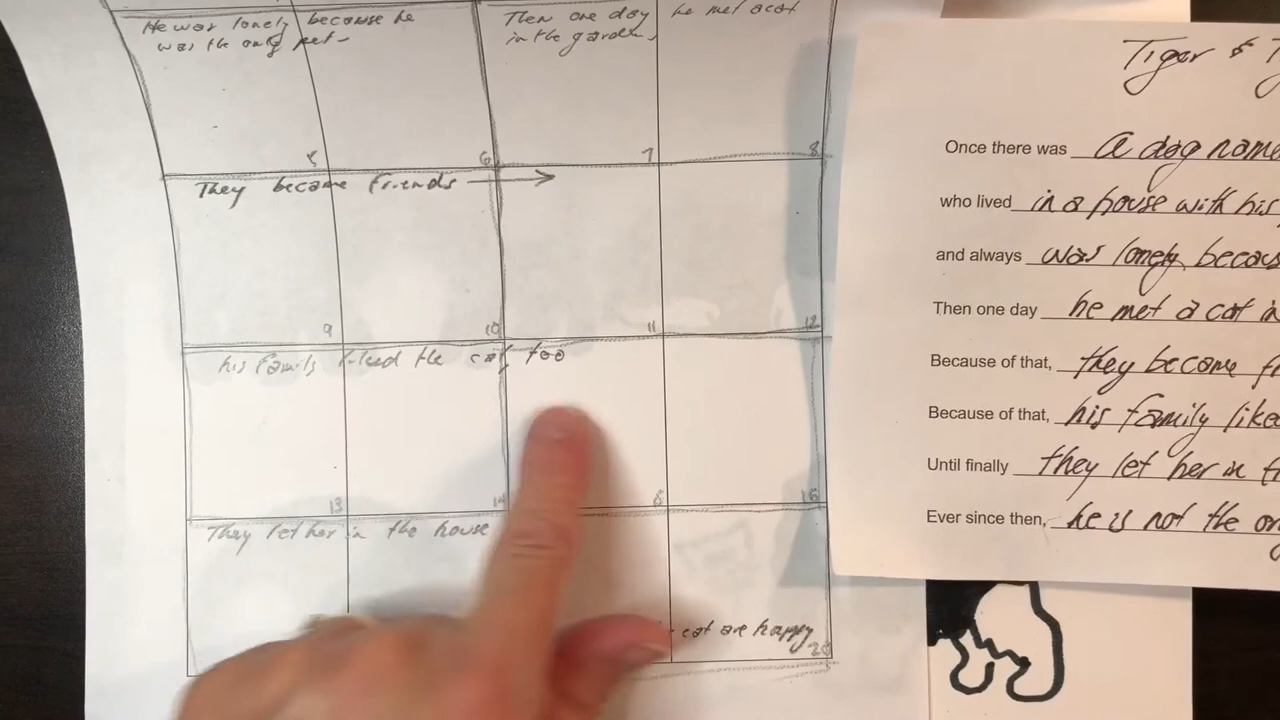 He was lonely because he
was the only pet-
Then one day he met a cat
in the garden,
5
6
7
8
They became friends →
9
10
11
12
his family liked the cat too
13
14
16
They let her in the house
cat are happy
20
Tiger &
Once there was a dog name
who lived in a house with his
and always was lonely becaus
Then one day he met a cat i
Because of that, they become f
Because of that, his family like
Until finally they let her in t
Ever since then, he is not the on